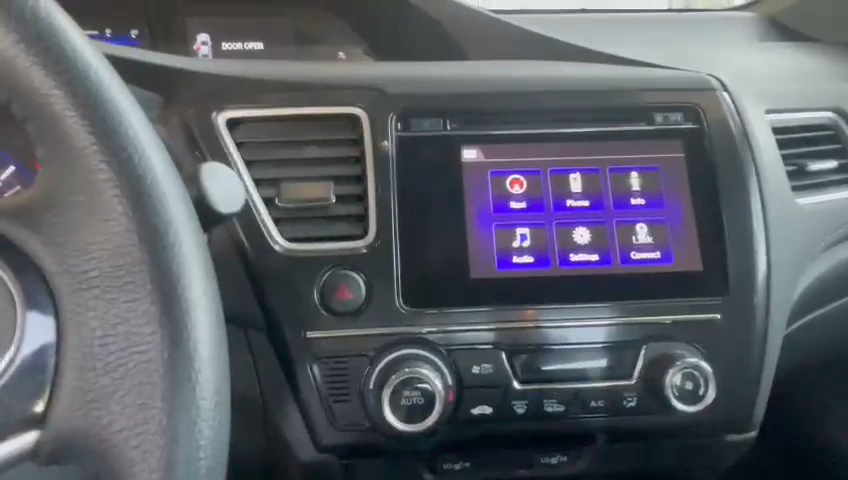 DOOR OPEN
Navi
Phone
Info
Audio
Settings
Link
Connect
AUTO
A/C